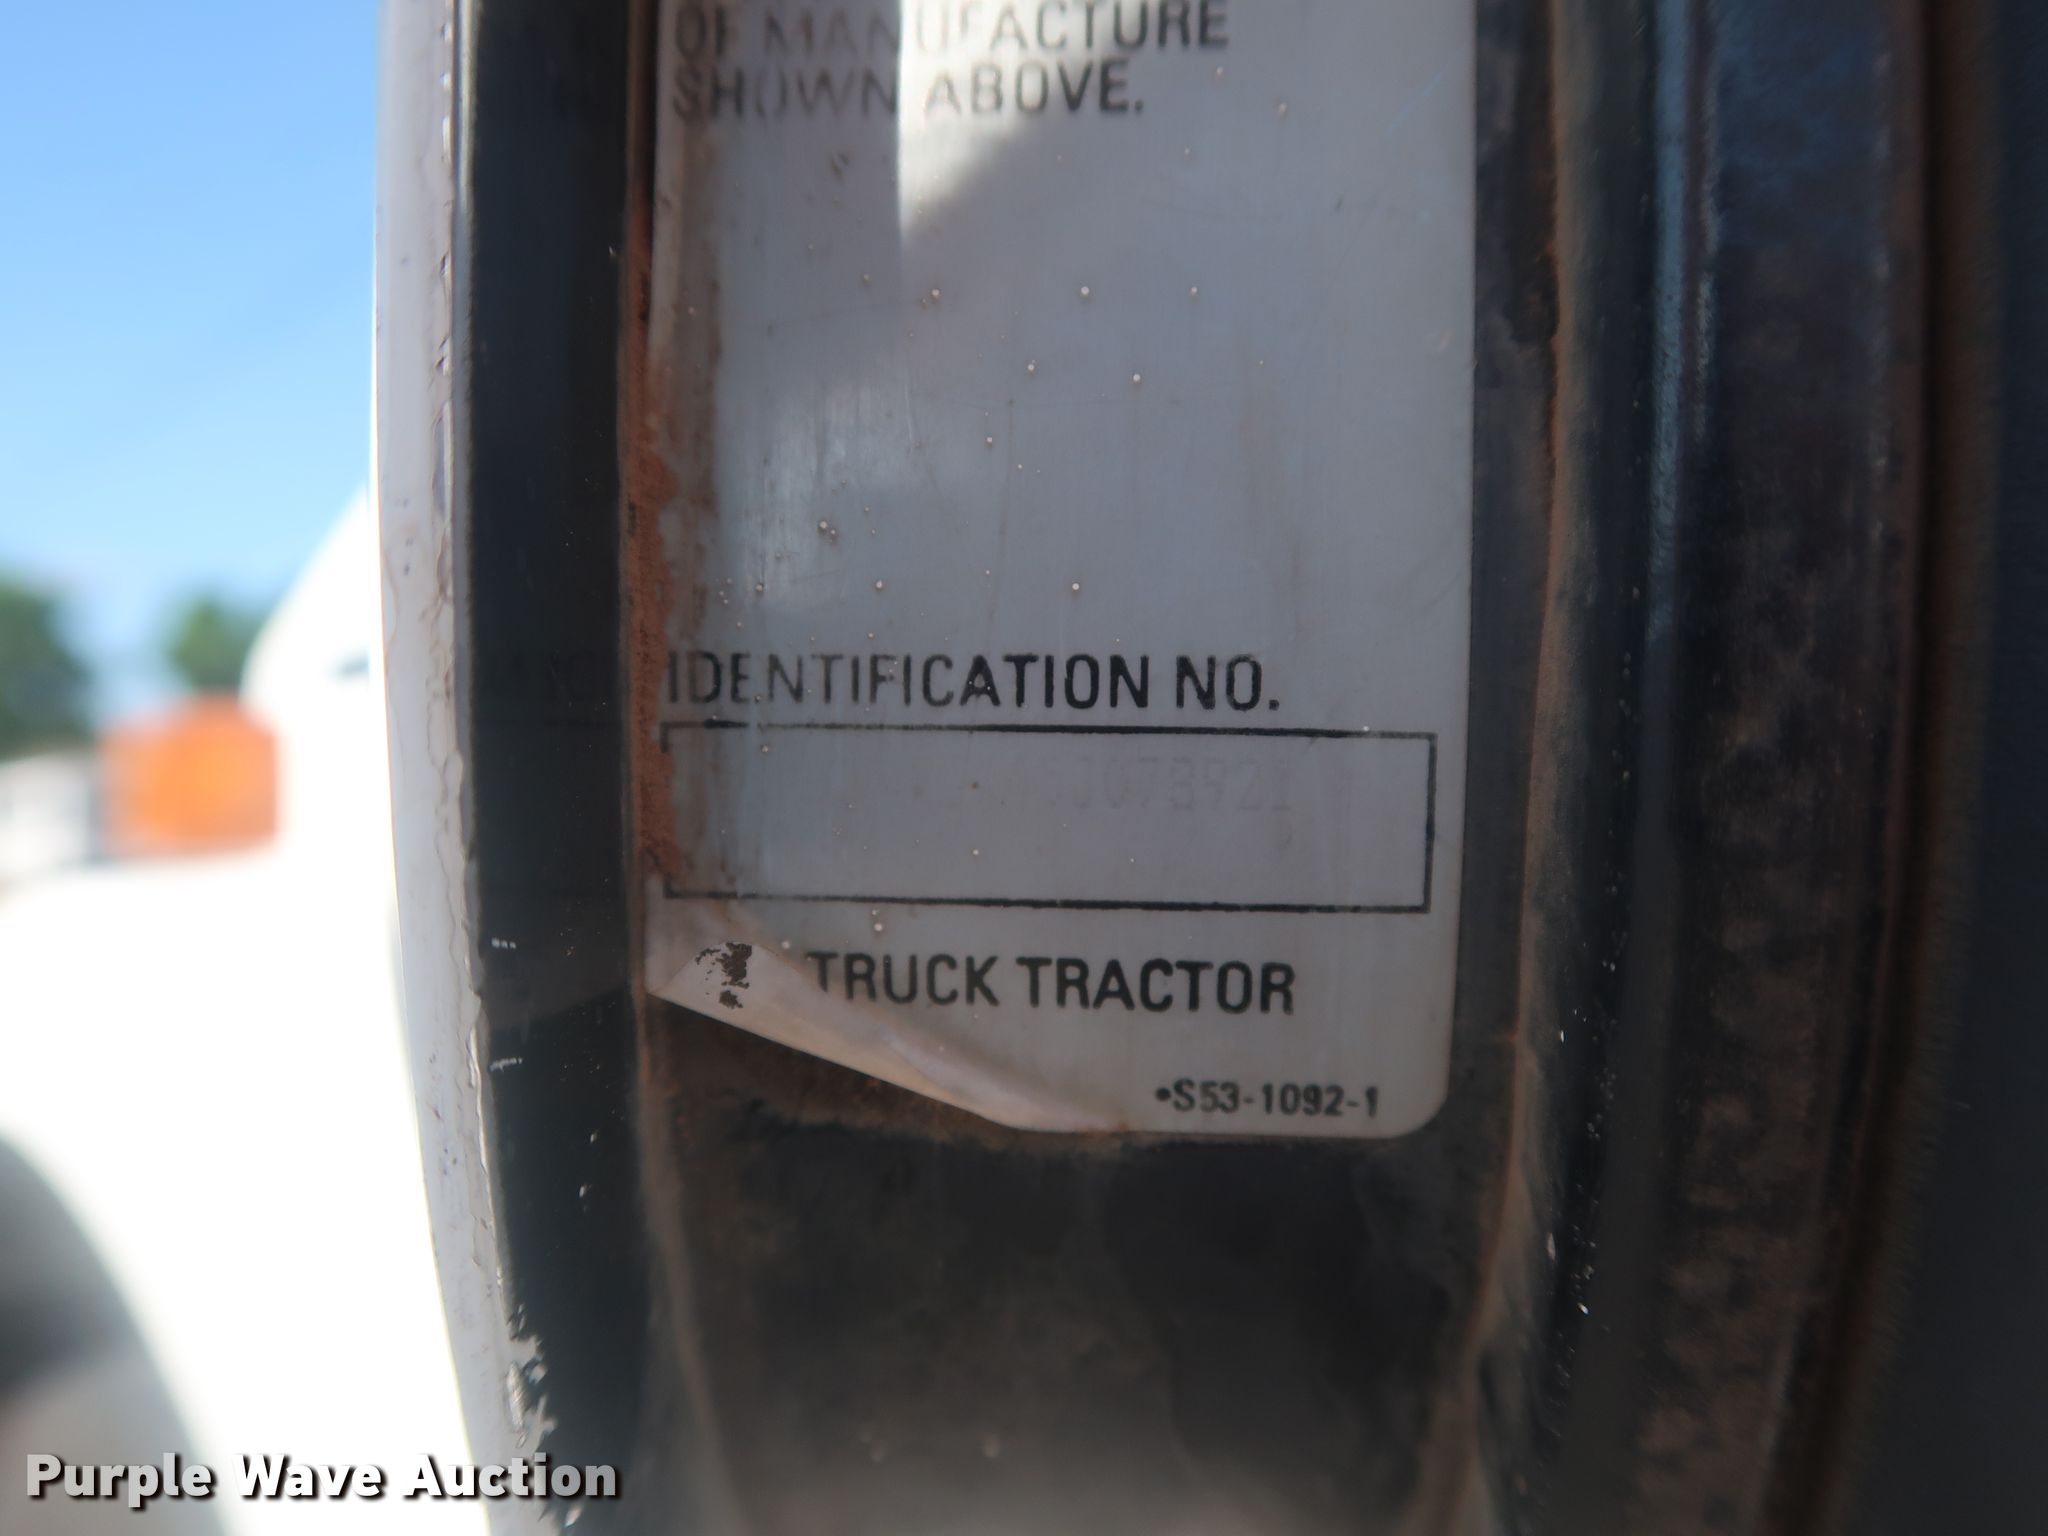 OF MANUFACTURE
SHOWN ABOVE.
IDENTIFICATION NO.
TRUCK TRACTOR
•S53-1092-1
Purple Wave Auction